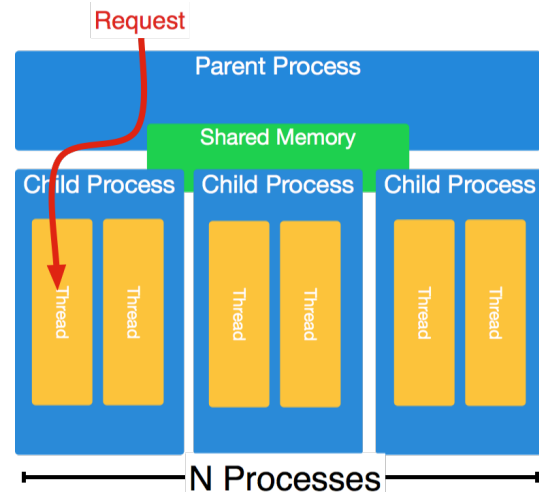 Request
Parent Process
Shared Memory
Child Process
Child Process
Child Process
Thread
Thread
Thread
Thread
Thread
Thread
N Processes